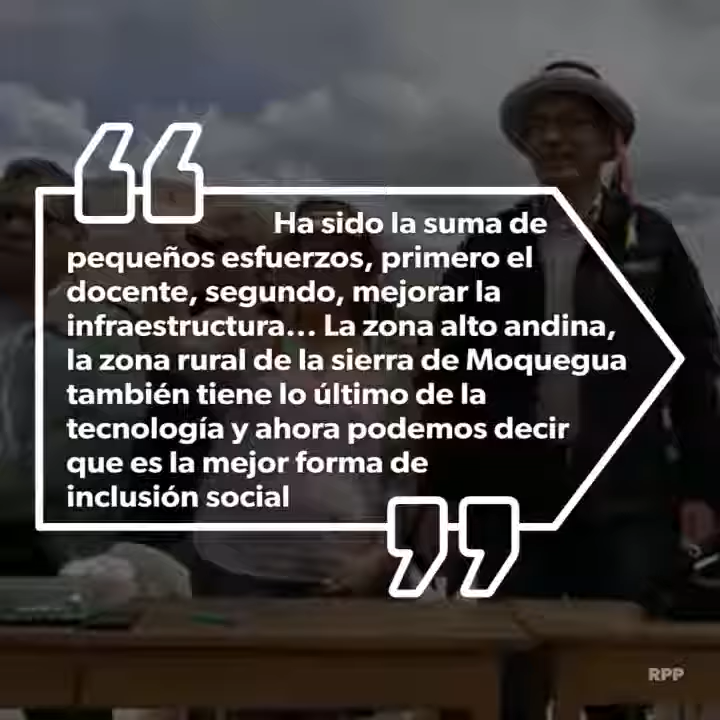 Ha sido la suma de
pequeños esfuerzos, primero el
docente, segundo, mejorar la
infraestructura... La zona alto andina,
la zona rural de la sierra de Moquegua
también tiene lo último de la
tecnología y ahora podemos decir
que es la mejor forma de
inclusión social
RPP